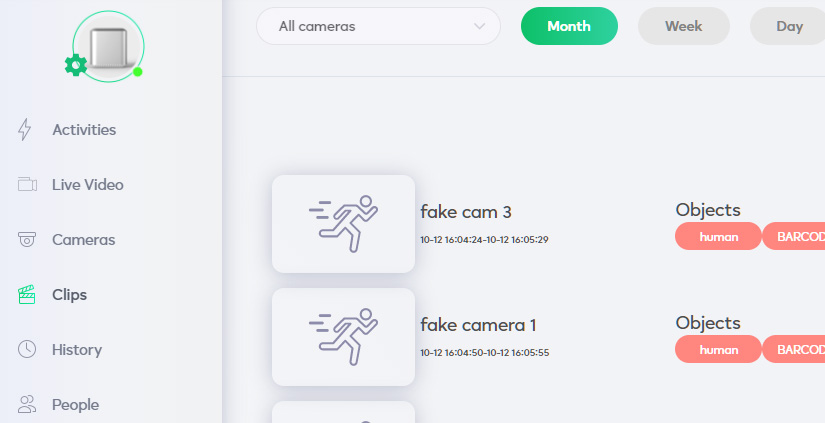 All cameras
Month
Week
Day
Activities
Live Video
Cameras
Clips
History
People
fake cam 3
10-12 16:04:24-10-12 16:05:29
Objects
human
BARCOD
fake camera 1
10-12 16:04:50-10-12 16:05:55
Objects
human
BARCOD